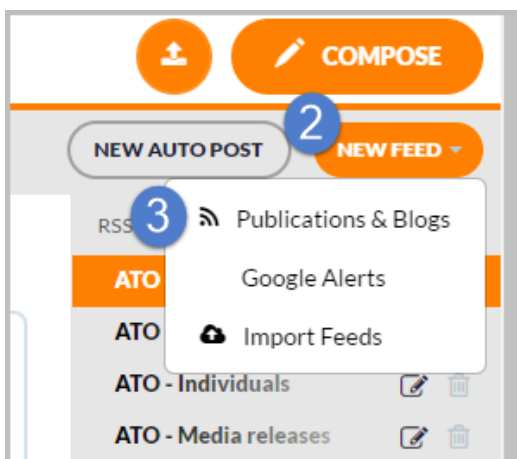 COMPOSE
2
NEW AUTO POST
NEW FEED
3
RSS
Publications & Blogs
ATO
Google Alerts
ATO
Import Feeds
ATO - Individuals
ATO - Media releases